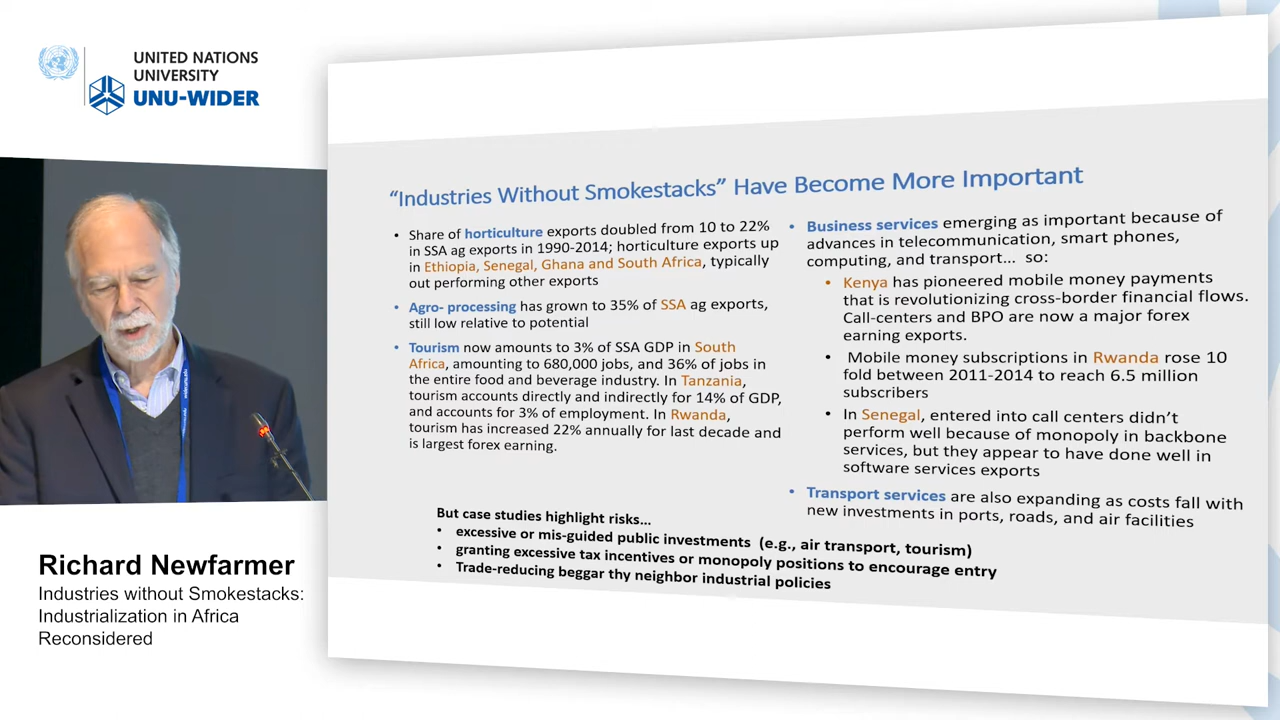 UNITED NATIONS
UNIVERSITY
UNU-WIDER
Richard Newfarmer
Industries without Smokestacks:
Industrialization in Africa
Reconsidered
“Industries Without Smokestacks” Have Become More Important
• Share of horticulture exports doubled from 10 to 22%
in SSA ag exports in 1990-2014; horticulture exports up
in Ethiopia, Senegal, Ghana and South Africa, typically
out performing other exports
• Agro- processing has grown to 35% of SSA ag exports,
still low relative to potential
• Tourism now amounts to 3% of SSA GDP in South
Africa, amounting to 680,000 jobs, and 36% of jobs in
the entire food and beverage industry. In Tanzania,
tourism accounts directly and indirectly for 14% of GDP,
and accounts for 3% of employment. In Rwanda,
tourism has increased 22% annually for last decade and
is largest forex earning.
• Business services emerging as important because of
advances in telecommunication, smart phones,
computing, and transport... so:
• Kenya has pioneered mobile money payments
that is revolutionizing cross-border financial flows.
Call-centers and BPO are now a major forex
earning exports.
• Mobile money subscriptions in Rwanda rose 10
fold between 2011-2014 to reach 6.5 million
subscribers
• In Senegal, entered into call centers didn’t
perform well because of monopoly in backbone
services, but they appear to have done well in
software services exports
• Transport services are also expanding as costs fall with
new investments in ports, roads, and air facilities
But case studies highlight risks...
• excessive or mis-guided public investments (e.g., air transport, tourism)
• granting excessive tax incentives or monopoly positions to encourage entry
• Trade-reducing beggar thy neighbor industrial policies